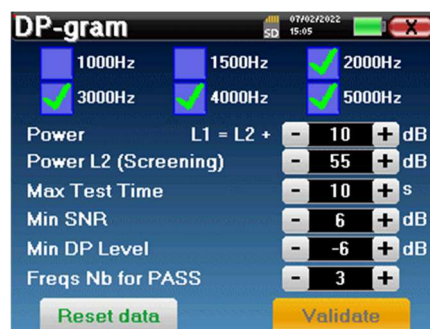 DP-gram SD 07/02/2022 15:05 X
1000Hz 1500Hz 2000Hz
3000Hz 4000Hz 5000Hz
Power L1 = L2 + - 10 + dB
Power L2 (Screening) - 55 + dB
Max Test Time - 10 + s
Min SNR - 6 + dB
Min DP Level - -6 + dB
Freqs Nb for PASS - 3 +
Reset data Validate